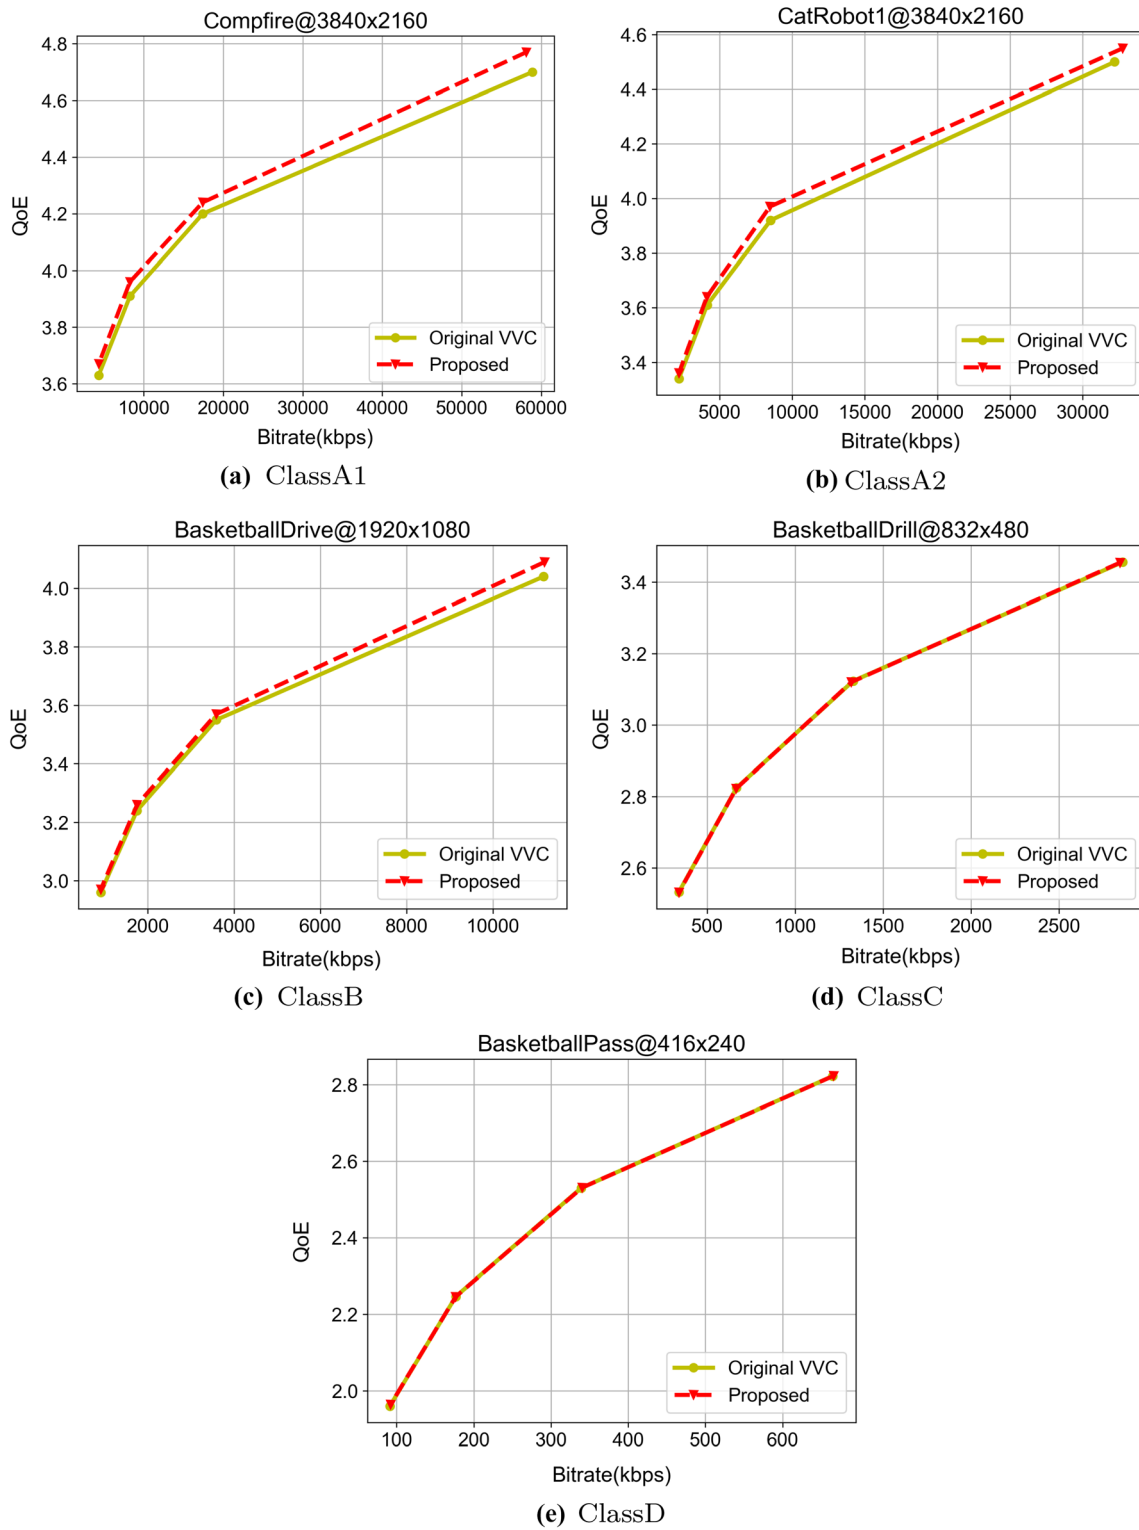 Compfire@3840x2160
4.8
4.6
4.4
4.2
4.0
3.8
3.6
QoE
Original VVC
Proposed
10000 20000 30000 40000 50000 60000
Bitrate(kbps)
(a) ClassA1
CatRobot1@3840x2160
4.6
4.4
4.2
4.0
3.8
3.6
3.4
QoE
Original VVC
Proposed
5000 10000 15000 20000 25000 30000
Bitrate(kbps)
(b) ClassA2
BasketballDrive@1920x1080
4.0
3.8
3.6
3.4
3.2
3.0
QoE
Original VVC
Proposed
2000 4000 6000 8000 10000
Bitrate(kbps)
(c) ClassB
BasketballDrill@832x480
3.4
3.2
3.0
2.8
2.6
QoE
Original VVC
Proposed
500 1000 1500 2000 2500
Bitrate(kbps)
(d) ClassC
BasketballPass@416x240
2.8
2.6
2.4
2.2
2.0
QoE
Original VVC
Proposed
100 200 300 400 500 600
Bitrate(kbps)
(e) ClassD